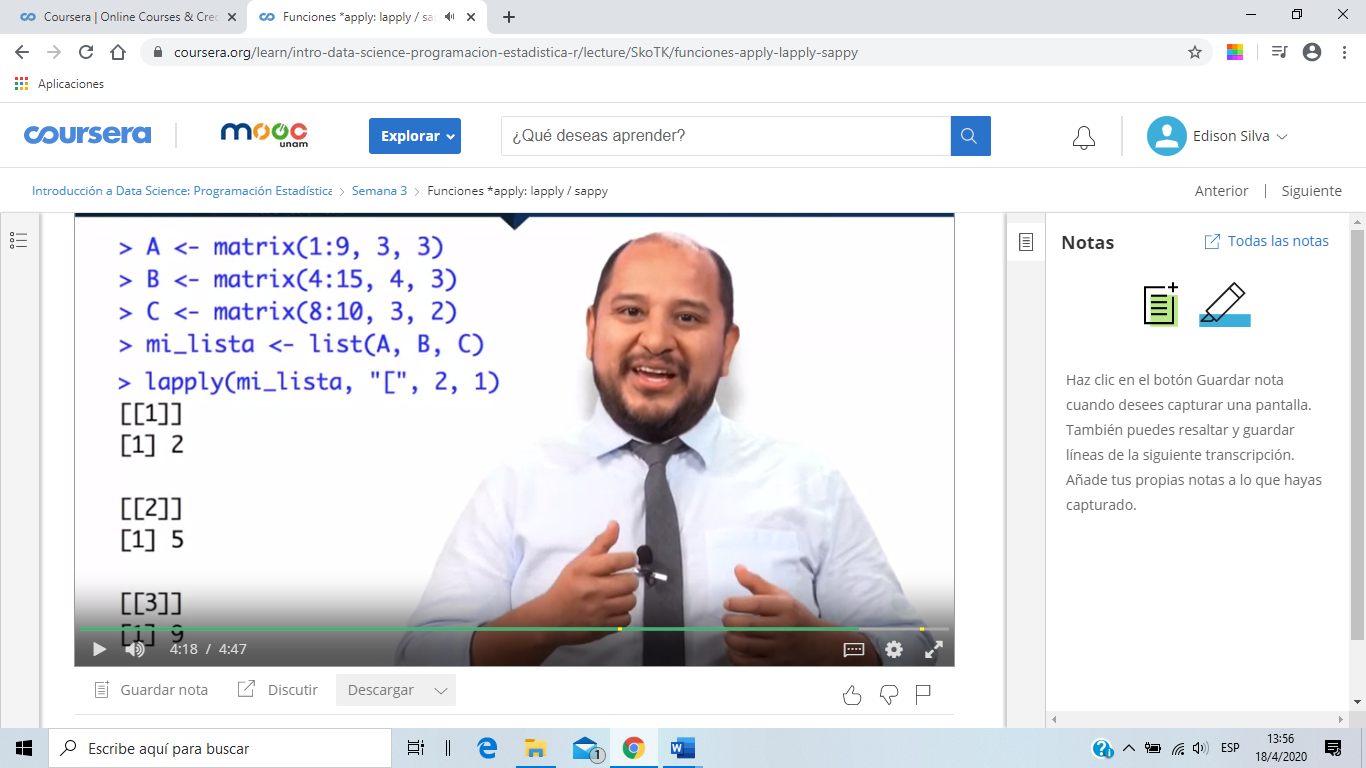 Coursera | Online Courses & Cred
Funciones *apply: lapply / sa
coursera.org/learn/intro-data-science-programacion-estadistica-r/lecture/SkoTK/funciones-apply-lapply-sappy
Aplicaciones
coursera
mooc
unam
Explorar
¿Qué deseas aprender?
Edison Silva
Introducción a Data Science: Programación Estadística
Semana 3
Funciones *apply: lapply / sappy
Anterior | Siguiente
> A <- matrix(1:9, 3, 3)
> B <- matrix(4:15, 4, 3)
> C <- matrix(8:10, 3, 2)
> mi_lista <- list(A, B, C)
> lapply(mi_lista, "[", 2, 1)
[[1]]
[1] 2
[[2]]
[1] 5
[[3]]
[1] 9
4:18 / 4:47
Guardar nota
Discutir
Descargar
Notas
Todas las notas
Haz clic en el botón Guardar nota
cuando desees capturar una pantalla.
También puedes resaltar y guardar
líneas de la siguiente transcripción.
Añade tus propias notas a lo que hayas
capturado.
Escribe aquí para buscar
1
ESP
13:56
18/4/2020